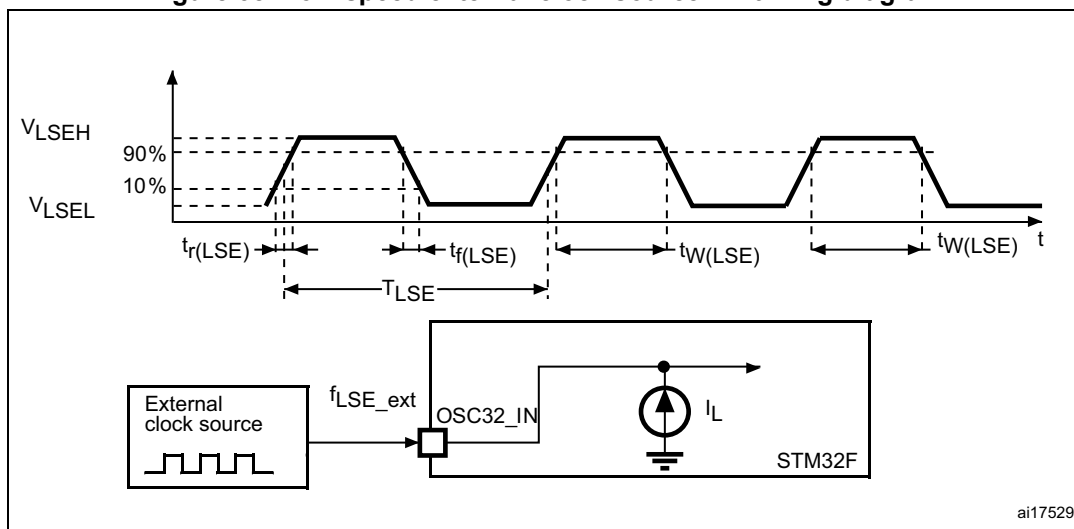 VLSEH
90%
10%
VLSEL
tr(LSE)
tf(LSE)
tW(LSE)
tW(LSE)
t
TLSE
External
clock source
fLSE_ext
OSC32_IN
IL
STM32F
ai17529